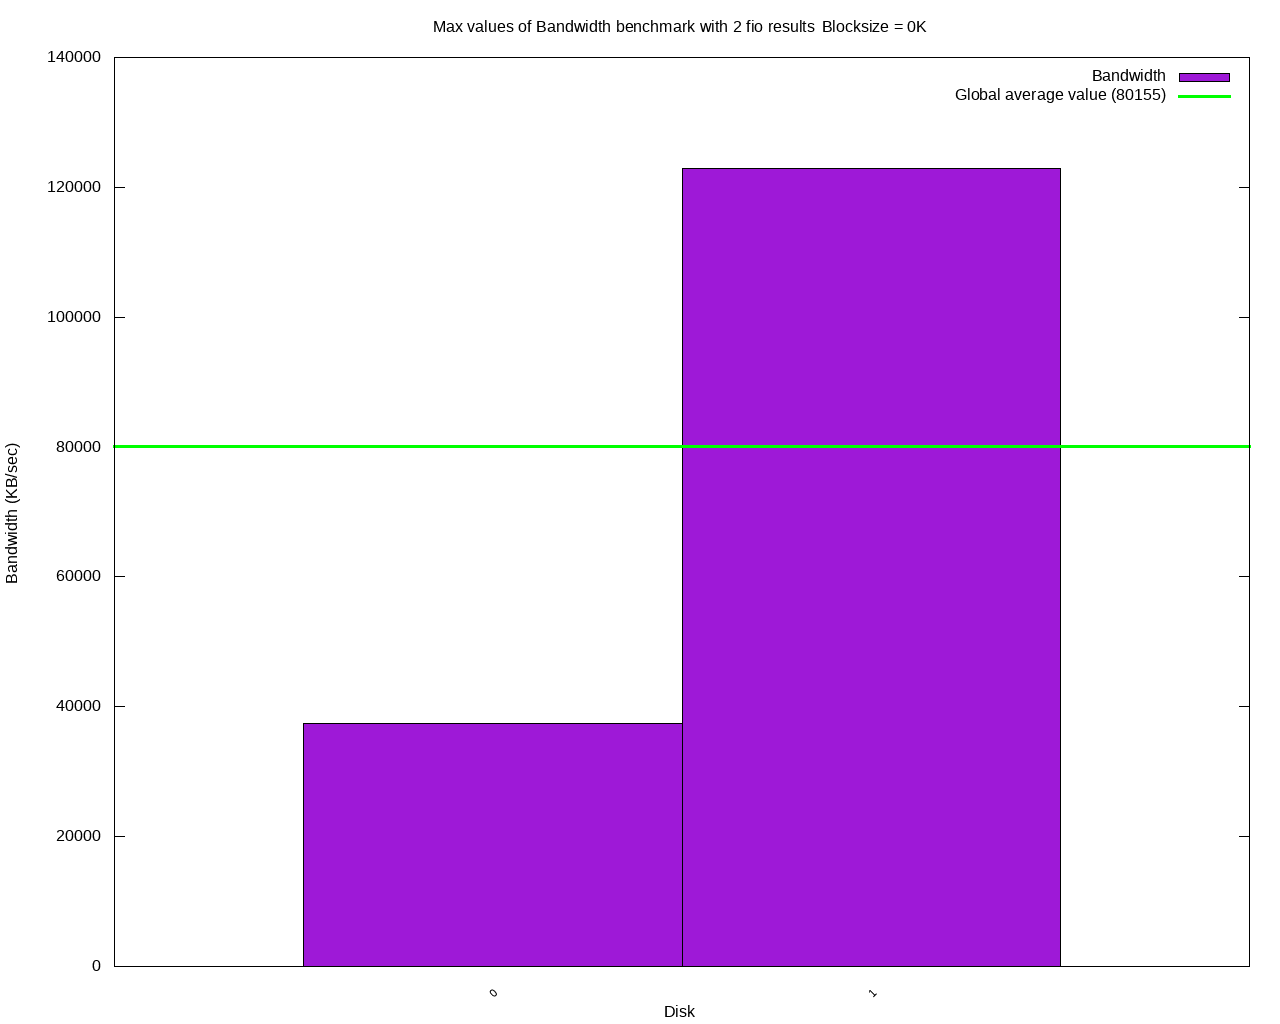 Max values of Bandwidth benchmark with 2 fio results Blocksize = 0K
140000
Bandwidth
Global average value (80155)
120000
100000
80000
60000
40000
20000
0
Bandwidth (KB/sec)
0
1
Disk